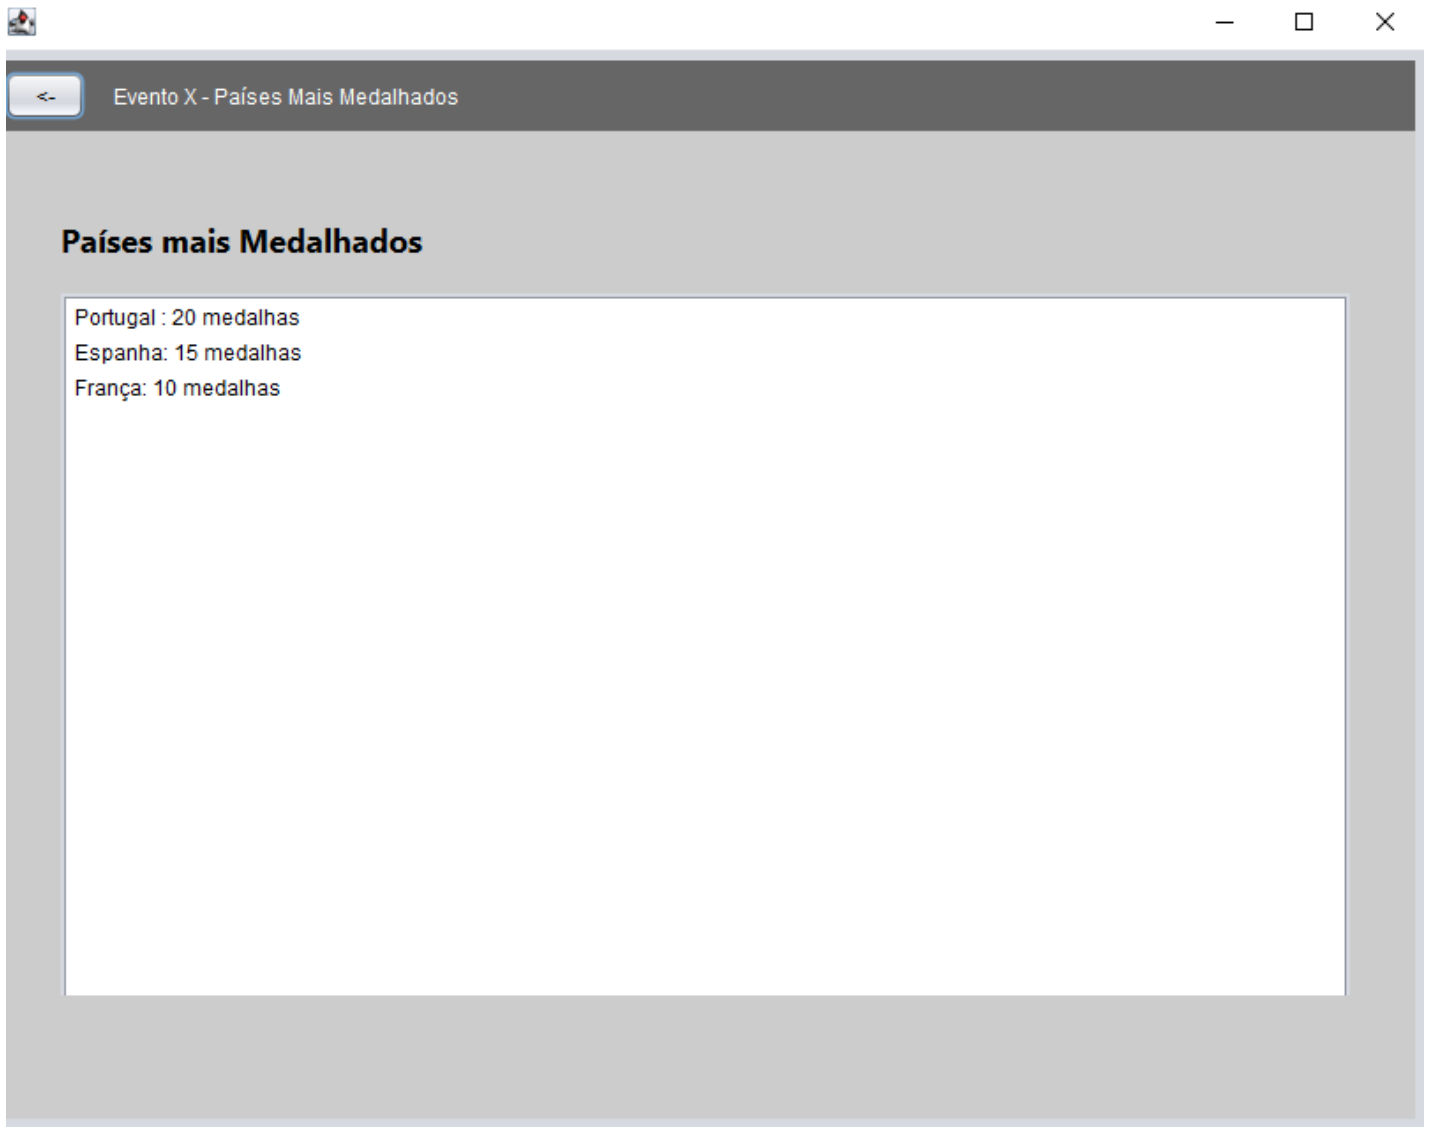 <- Evento X - Países Mais Medalhados
Países mais Medalhados
Portugal : 20 medalhas
Espanha: 15 medalhas
França: 10 medalhas